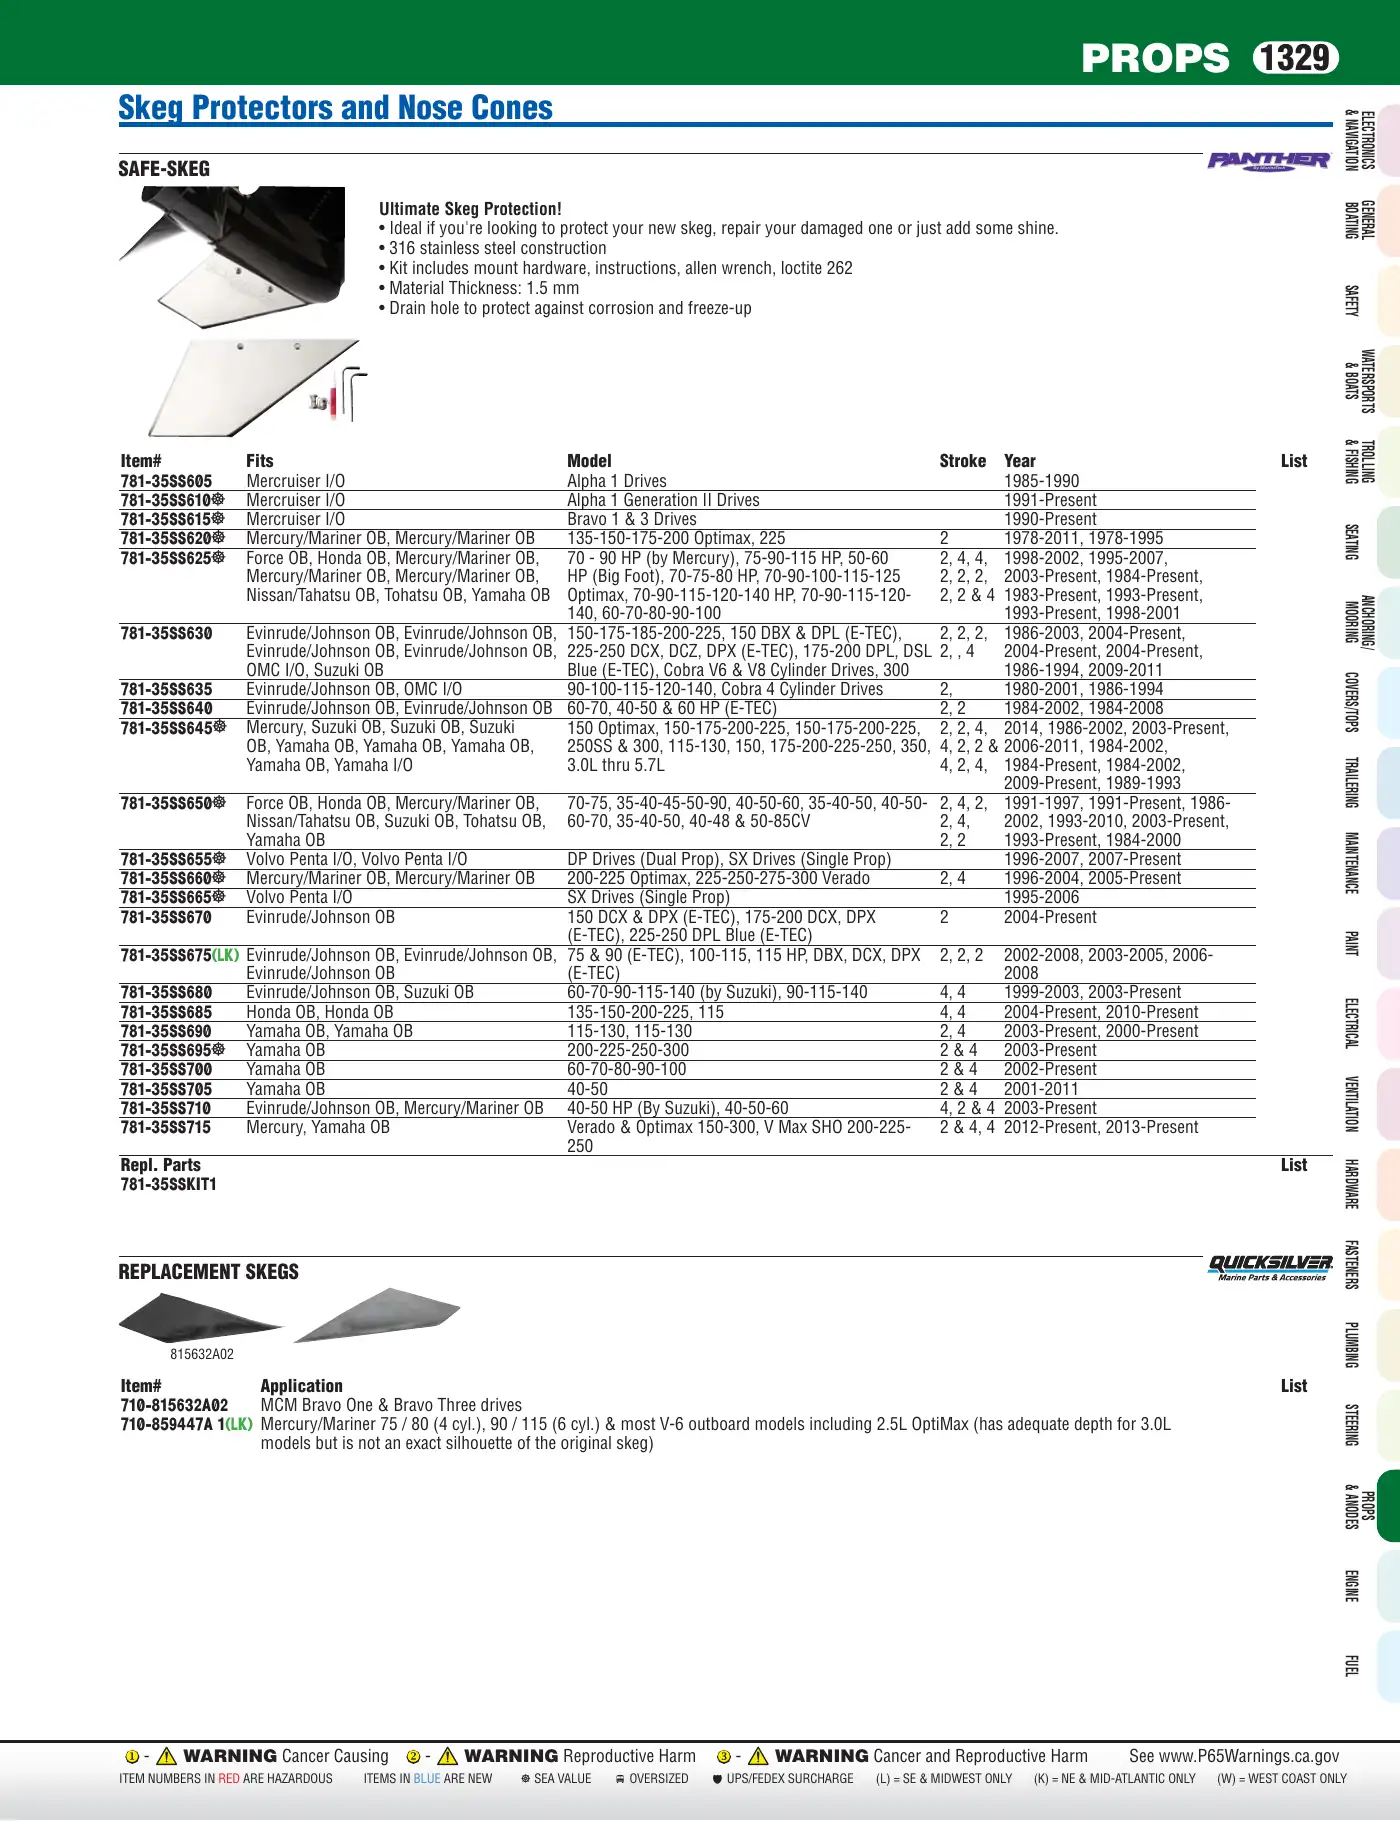 PROPS 1329
Skeg Protectors and Nose Cones
SAFE-SKEG
PANTHER
Ultimate Skeg Protection!
• Ideal if you're looking to protect your new skeg, repair your damaged one or just add some shine.
• 316 stainless steel construction
• Kit includes mount hardware, instructions, allen wrench, loctite 262
• Material Thickness: 1.5 mm
• Drain hole to protect against corrosion and freeze-up
Item# Fits Model Stroke Year List
781-35SS605 Mercruiser I/O Alpha 1 Drives 1985-1990
781-35SS610☸ Mercruiser I/O Alpha 1 Generation II Drives 1991-Present
781-35SS615☸ Mercruiser I/O Bravo 1 & 3 Drives 1990-Present
781-35SS620☸ Mercury/Mariner OB, Mercury/Mariner OB 135-150-175-200 Optimax, 225 2 1978-2011, 1978-1995
781-35SS625☸ Force OB, Honda OB, Mercury/Mariner OB, 70 - 90 HP (by Mercury), 75-90-115 HP, 50-60 2, 4, 4, 1998-2002, 1995-2007,
Mercury/Mariner OB, Mercury/Mariner OB, HP (Big Foot), 70-75-80 HP, 70-90-100-115-125 2, 2, 2, 2003-Present, 1984-Present,
Nissan/Tahatsu OB, Tohatsu OB, Yamaha OB Optimax, 70-90-115-120-140 HP, 70-90-115-120- 2, 2 & 4 1983-Present, 1993-Present,
140, 60-70-80-90-100 1993-Present, 1998-2001
781-35SS630 Evinrude/Johnson OB, Evinrude/Johnson OB, 150-175-185-200-225, 150 DBX & DPL (E-TEC), 2, 2, 2, 1986-2003, 2004-Present,
Evinrude/Johnson OB, Evinrude/Johnson OB, 225-250 DCX, DCZ, DPX (E-TEC), 175-200 DPL, DSL 2, , 4 2004-Present, 2004-Present,
OMC I/O, Suzuki OB Blue (E-TEC), Cobra V6 & V8 Cylinder Drives, 300 1986-1994, 2009-2011
781-35SS635 Evinrude/Johnson OB, OMC I/O 90-100-115-120-140, Cobra 4 Cylinder Drives 2, 1980-2001, 1986-1994
781-35SS640 Evinrude/Johnson OB, Evinrude/Johnson OB 60-70, 40-50 & 60 HP (E-TEC) 2, 2 1984-2002, 1984-2008
781-35SS645☸ Mercury, Suzuki OB, Suzuki OB, Suzuki 150 Optimax, 150-175-200-225, 150-175-200-225, 2, 2, 4, 2014, 1986-2002, 2003-Present,
OB, Yamaha OB, Yamaha OB, Yamaha OB, 250SS & 300, 115-130, 150, 175-200-225-250, 350, 4, 2, 2 & 2006-2011, 1984-2002,
Yamaha OB, Yamaha I/O 3.0L thru 5.7L 4, 2, 4, 1984-Present, 1984-2002,
2009-Present, 1989-1993
781-35SS650☸ Force OB, Honda OB, Mercury/Mariner OB, 70-75, 35-40-45-50-90, 40-50-60, 35-40-50, 40-50- 2, 4, 2, 1991-1997, 1991-Present, 1986-
Nissan/Tahatsu OB, Suzuki OB, Tohatsu OB, 60-70, 35-40-50, 40-48 & 50-85CV 2, 4, 2002, 1993-2010, 2003-Present,
Yamaha OB 2, 2 1993-Present, 1984-2000
781-35SS655☸ Volvo Penta I/O, Volvo Penta I/O DP Drives (Dual Prop), SX Drives (Single Prop) 1996-2007, 2007-Present
781-35SS660☸ Mercury/Mariner OB, Mercury/Mariner OB 200-225 Optimax, 225-250-275-300 Verado 2, 4 1996-2004, 2005-Present
781-35SS665☸ Volvo Penta I/O SX Drives (Single Prop) 1995-2006
781-35SS670 Evinrude/Johnson OB 150 DCX & DPX (E-TEC), 175-200 DCX, DPX 2 2004-Present
(E-TEC), 225-250 DPL Blue (E-TEC)
781-35SS675(LK) Evinrude/Johnson OB, Evinrude/Johnson OB, 75 & 90 (E-TEC), 100-115, 115 HP, DBX, DCX, DPX 2, 2, 2 2002-2008, 2003-2005, 2006-
Evinrude/Johnson OB (E-TEC) 2008
781-35SS680 Evinrude/Johnson OB, Suzuki OB 60-70-90-115-140 (by Suzuki), 90-115-140 4, 4 1999-2003, 2003-Present
781-35SS685 Honda OB, Honda OB 135-150-200-225, 115 4, 4 2004-Present, 2010-Present
781-35SS690 Yamaha OB, Yamaha OB 115-130, 115-130 2, 4 2003-Present, 2000-Present
781-35SS695☸ Yamaha OB 200-225-250-300 2 & 4 2003-Present
781-35SS700 Yamaha OB 60-70-80-90-100 2 & 4 2002-Present
781-35SS705 Yamaha OB 40-50 2 & 4 2001-2011
781-35SS710 Evinrude/Johnson OB, Mercury/Mariner OB 40-50 HP (By Suzuki), 40-50-60 4, 2 & 4 2003-Present
781-35SS715 Mercury, Yamaha OB Verado & Optimax 150-300, V Max SHO 200-225- 2 & 4, 4 2012-Present, 2013-Present
250
Repl. Parts List
781-35SSKIT1
REPLACEMENT SKEGS
QUICKSILVER
Marine Parts & Accessories
815632A02
Item# Application List
710-815632A02 MCM Bravo One & Bravo Three drives
710-859447A 1(LK) Mercury/Mariner 75 / 80 (4 cyl.), 90 / 115 (6 cyl.) & most V-6 outboard models including 2.5L OptiMax (has adequate depth for 3.0L
models but is not an exact silhouette of the original skeg)
ELECTRONICS
& NAVIGATION
GENERAL
BOATING
SAFETY
WATERSPORTS
& BOATS
TROLLING
& FISHING
SEATING
ANCHORING/
MOORING
COVERS/TOPS
TRAILERING
MAINTENANCE
PAINT
ELECTRICAL
VENTILATION
HARDWARE
FASTENERS
PLUMBING
STEERING
PROPS
& ANODES
ENGINE
FUEL
1 - ⚠ WARNING Cancer Causing 2 - ⚠ WARNING Reproductive Harm 3 - ⚠ WARNING Cancer and Reproductive Harm See www.P65Warnings.ca.gov
ITEM NUMBERS IN RED ARE HAZARDOUS ITEMS IN BLUE ARE NEW ☸ SEA VALUE OVERSIZED UPS/FEDEX SURCHARGE (L) = SE & MIDWEST ONLY (K) = NE & MID-ATLANTIC ONLY (W) = WEST COAST ONLY